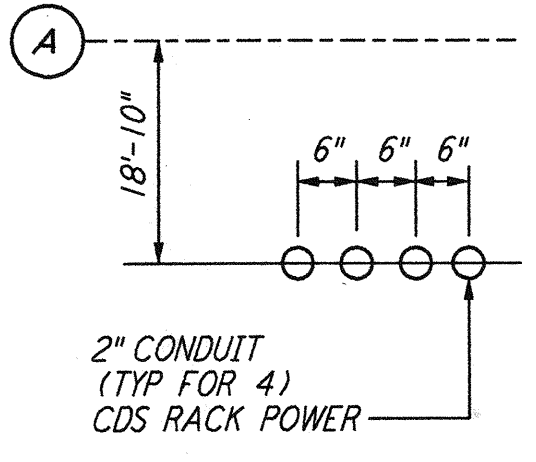 A
18'-10"
6" 6" 6"
2" CONDUIT
(TYP FOR 4)
CDS RACK POWER